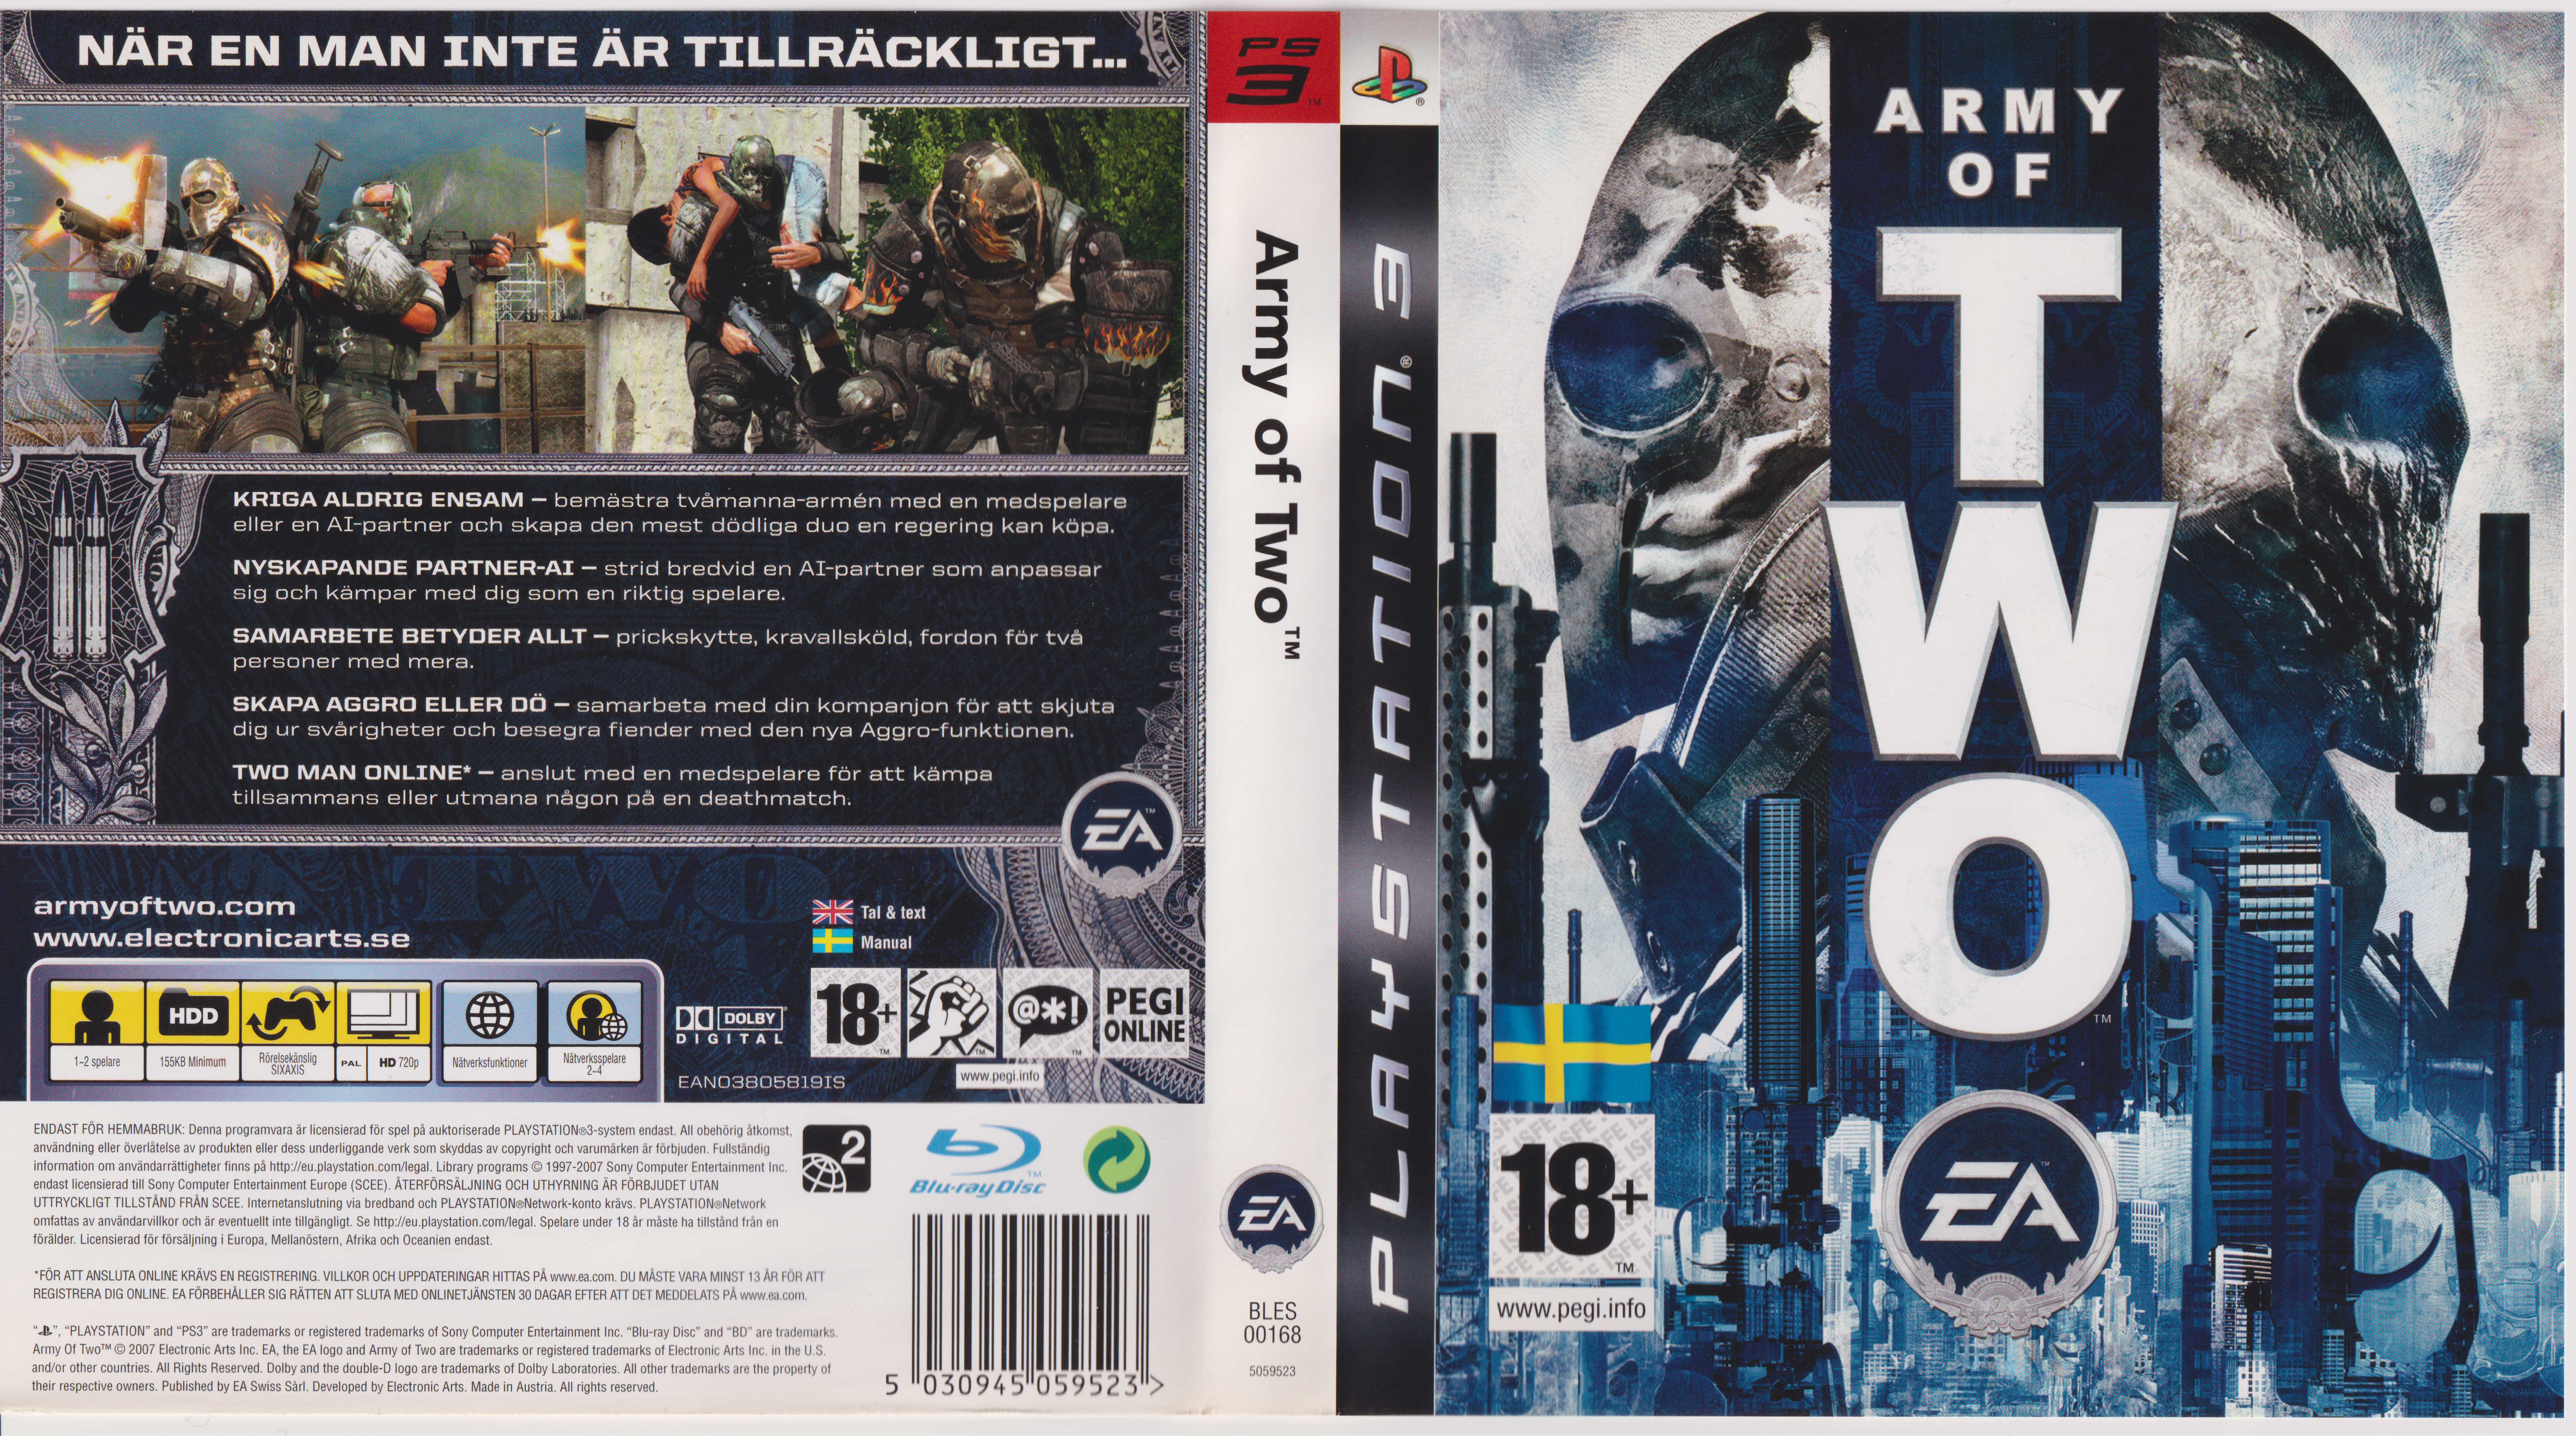 NÄR EN MAN INTE ÄR TILLRÄCKLIGT...
KRIGA ALDRIG ENSAM – bemästra tvåmanna-armén med en medspelare
eller en AI-partner och skapa den mest dödliga duo en regering kan köpa.
NYSKAPANDE PARTNER-AI – strid bredvid en AI-partner som anpassar
sig och kämpar med dig som en riktig spelare.
SAMARBETE BETYDER ALLT – prickskytte, kravallsköld, fordon för två
personer med mera.
SKAPA AGGRO ELLER DÖ – samarbeta med din kompanjon för att skjuta
dig ur svårigheter och besegra fiender med den nya Aggro-funktionen.
TWO MAN ONLINE* – anslut med en medspelare för att kämpa
tillsammans eller utmana någon på en deathmatch.
EA™
armyoftwo.com
www.electronicarts.se
Tal & text
Manual
HDD
1-2 spelare
155KB Minimum
Rörelsekänslig
SIXAXIS
PAL
HD 720p
Nätverksfunktioner
Nätverksspelare
2-4
DOLBY
DIGITAL
18+™
@*!
PEGI
ONLINE
EAN03805819IS
www.pegi.info
ENDAST FÖR HEMMABRUK: Denna programvara är licensierad för spel på auktoriserade PLAYSTATION®3-system endast. All obehörig åtkomst,
användning eller överlåtelse av produkten eller dess underliggande verk som skyddas av copyright och varumärken är förbjuden. Fullständig
information om användarrättigheter finns på http://eu.playstation.com/legal. Library programs © 1997-2007 Sony Computer Entertainment Inc.
endast licensierad till Sony Computer Entertainment Europe (SCEE). ÅTERFÖRSÄLJNING OCH UTHYRNING ÄR FÖRBJUDET UTAN
UTTRYCKLIGT TILLSTÅND FRÅN SCEE. Internetanslutning via bredband och PLAYSTATION®Network-konto krävs. PLAYSTATION®Network
omfattas av användarvillkor och är eventuellt inte tillgängligt. Se http://eu.playstation.com/legal. Spelare under 18 år måste ha tillstånd från en
förälder. Licensierad för försäljning i Europa, Mellanöstern, Afrika och Oceanien endast.
*FÖR ATT ANSLUTA ONLINE KRÄVS EN REGISTRERING. VILLKOR OCH UPPDATERINGAR HITTAS PÅ www.ea.com. DU MÅSTE VARA MINST 13 ÅR FÖR ATT
REGISTRERA DIG ONLINE. EA FÖRBEHÅLLER SIG RÄTTEN ATT SLUTA MED ONLINETJÄNSTEN 30 DAGAR EFTER ATT DET MEDDELATS PÅ www.ea.com.
“ ”, “PLAYSTATION” and “PS3” are trademarks or registered trademarks of Sony Computer Entertainment Inc. “Blu-ray Disc” and “BD” are trademarks.
Army Of Two™ © 2007 Electronic Arts Inc. EA, the EA logo and Army of Two are trademarks or registered trademarks of Electronic Arts Inc. in the U.S.
and/or other countries. All Rights Reserved. Dolby and the double-D logo are trademarks of Dolby Laboratories. All other trademarks are the property of
their respective owners. Published by EA Swiss Sàrl. Developed by Electronic Arts. Made in Austria. All rights reserved.
2
Blu-ray Disc™
5 030945 059523 >
PS
3™
Army of Two™
EA
BLES
00168
5059523
PLAYSTATION®3
ARMY
OF
TWO™
18+™
www.pegi.info
EA™